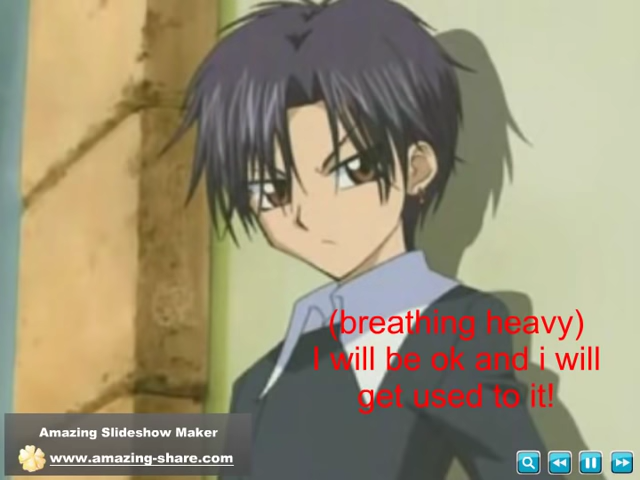 (breathing heavy)
I will be ok and i will
get used to it!
Amazing Slideshow Maker
www.amazing-share.com